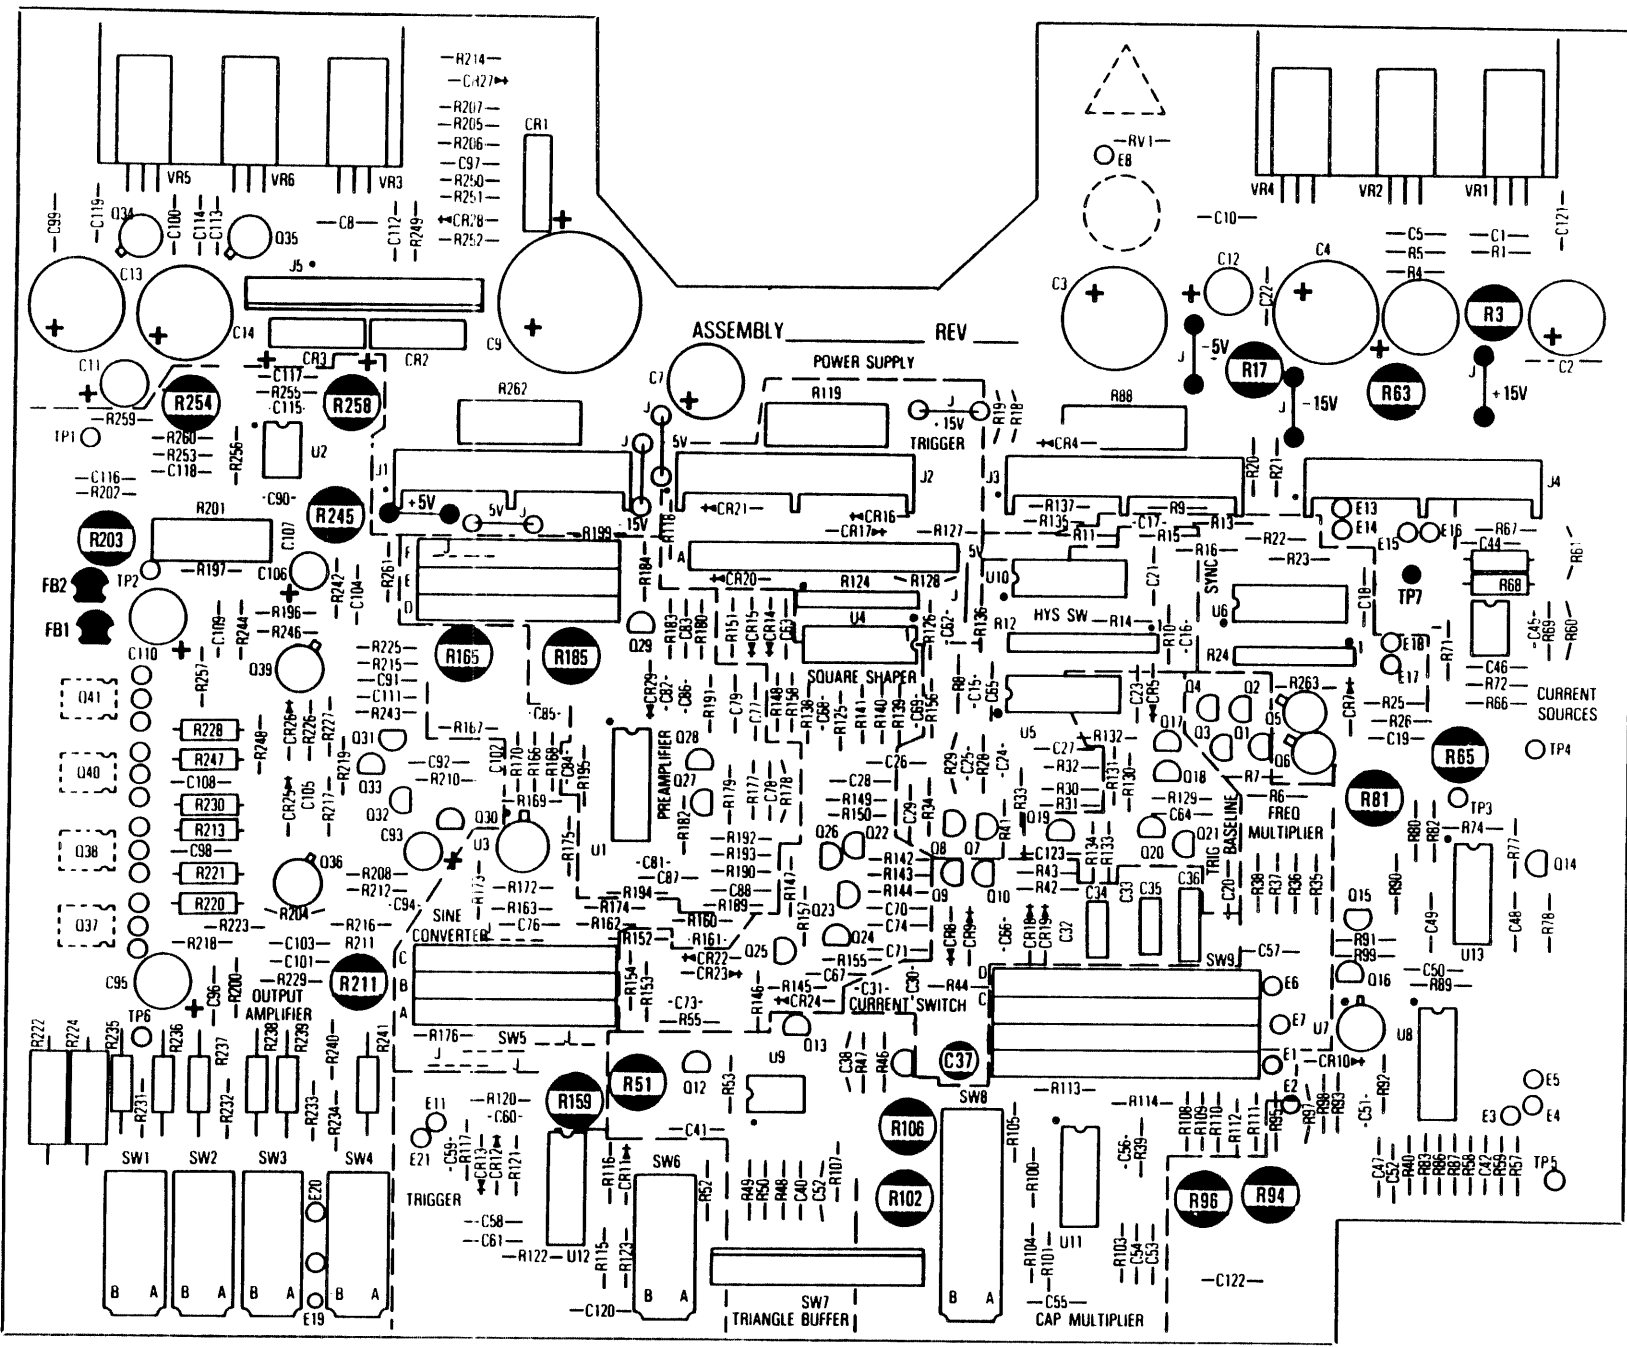 R214
CR27
R207
R205
R206
C97
R250
R251
CR28
R252
CR1
VR5
VR6
VR3
RV1
E8
VR4
VR2
VR1
C99
C119
Q34
C100
C114
C113
Q35
C8
C112
R249
C10
C5
R5
R4
C1
R1
C121
C13
C14
J5
C9
C3
C12
C22
C4
R3
C2
CR3
CR2
ASSEMBLY REV
POWER SUPPLY
J
-5V
R17
J
-15V
R63
J
+15V
C11
R254
C117
R255
C115
R258
R259
TP1
R260
R253
C118
R256
U2
R262
C7
R119
J
15V
TRIGGER
R19
R18
R88
CR4
R20
R21
J
5V
J
15V
J1
J2
J3
J4
C116
R202
C90
R245
+5V
5V
J
R199
R118
CR21
CR16
CR17
R127
R137
R135
R9
C17
R11
R15
R13
R16
R22
R23
E13
E14
E15
E16
R67
C44
R68
R61
R203
R201
C107
R197
C106
R242
C104
R261
FB2
TP2
FB1
F
E
D
J
R184
A
5V
CR20
R124
R128
J
U10
C21
SYNC
U6
C18
TP7
HYS SW
R196
R246
C109
R244
C110
Q39
R257
R225
R215
C91
C111
R243
R165
R185
Q29
R183
C83
R180
R151
CR15
CR14
C63
U4
SQUARE SHAPER
R126
C62
R136
R12
R14
R10
C16
R24
E18
E17
R71
C45
R69
R60
C46
R72
R66
CURRENT
SOURCES
Q41
CR26
R226
R227
R167
C85
CR29
C82
C86
R191
C79
C77
R148
R158
R138
C68
R125
R141
R140
R139
C69
R156
R8
C15
C65
C23
CR5
Q4
Q2
R263
Q5
CR7
R25
R26
C19
R228
R247
R248
Q40
C108
R230
R213
C98
R221
R220
Q38
Q37
R219
CR25
C105
R217
Q31
Q33
Q32
C92
R210
C102
R170
R166
R168
C84
R195
R169
R175
PREAMPLIFIER
Q28
Q27
R182
R179
R177
C78
R178
C26
C28
R149
R150
C29
R34
R29
C25
R28
C24
U5
C27
R32
R30
R31
R131
R130
R132
Q17
Q18
R129
C64
Q3
Q1
Q6
R7
R6
FREQ
MULTIPLIER
R81
R65
TP4
TP3
C93
Q30
U3
U1
R192
R193
R190
C88
R189
C81
C87
R194
R174
R162
R160
R161
R147
R157
Q26
Q22
Q23
Q24
R142
R143
R144
C70
C74
C71
Q8
Q7
Q9
Q10
R41
R33
Q19
C123
R43
R42
R134
R133
Q20
Q21
TRIG
BASELINE
C20
R38
R37
R36
R35
R80
R82
R74
R77
Q14
Q36
R208
R212
C94
R204
R223
R218
C103
C101
R229
R216
R211
R173
R172
R163
C76
SINE
CONVERTER
R152
CR22
CR23
Q25
R155
C67
R145
C31
CR24
CURRENT SWITCH
R146
C30
CR8
CR9
C66
CR18
CR19
C32
C34
C33
C35
C36
R44
SW9
C57
Q15
R90
C49
R91
R99
Q16
C50
R89
U13
C48
R78
C95
C96
R200
OUTPUT
AMPLIFIER
R211
C
B
A
R154
R153
C73
R55
D
C
E6
E7
U7
U8
R222
R224
R235
TP6
R236
R237
R238
R239
R240
R241
R176
SW5
J
J
Q13
C38
R47
R46
C37
SW8
E1
CR10
R92
R231
R232
R233
R234
R159
R51
Q12
R53
U9
R113
R114
E2
R97
R98
R93
C51
E5
E4
E3
E11
E21
R120
C60
C59
R117
CR13
CR12
R121
C41
R116
CR11
SW6
R52
R49
R50
R48
C40
C52
R107
R106
R102
R105
R100
C56
R39
R108
R109
R110
R112
R111
R95
R96
R94
C47
C52
R40
R83
R86
R87
R58
C42
R59
R57
TP5
SW1
SW2
SW3
SW4
E20
E19
TRIGGER
C58
C61
R122
U12
R115
R123
C120
SW7
TRIANGLE BUFFER
R104
R101
U11
R103
C54
C53
C55
CAP MULTIPLIER
C122
B A
B A
B A
B A
B A
B A